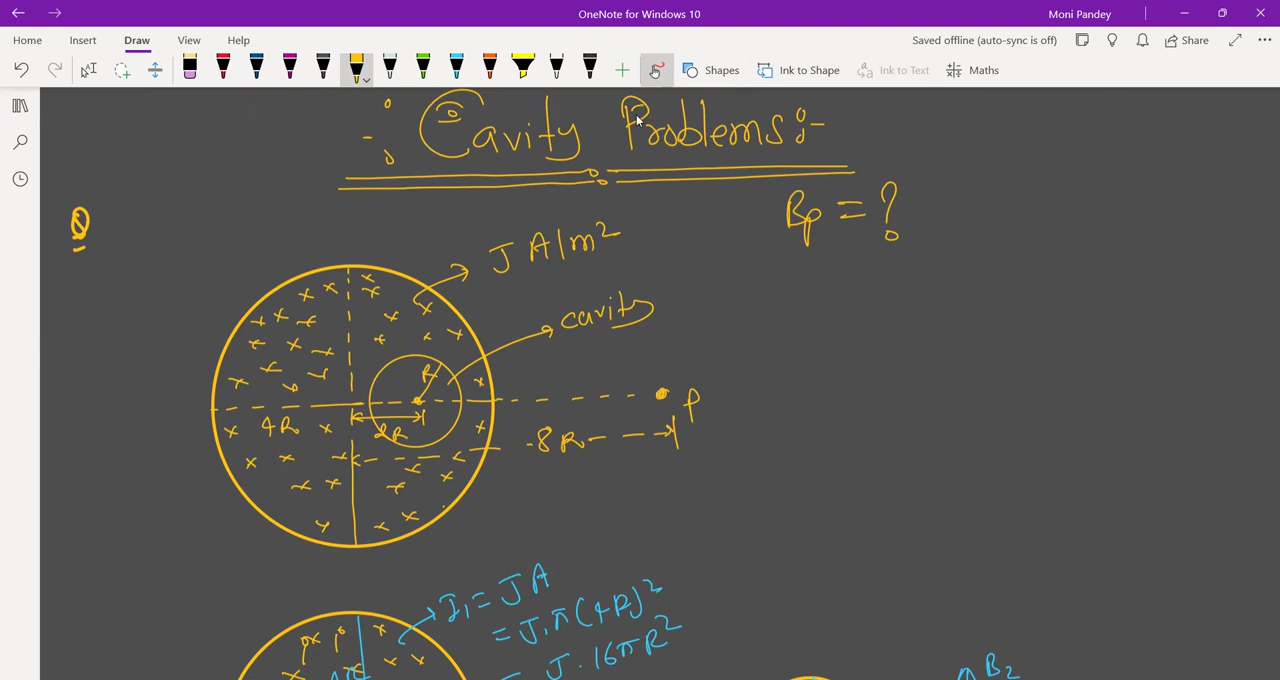 OneNote for Windows 10
Moni Pandey
Home Insert Draw View Help
Saved offline (auto-sync is off)
Share
Shapes
Ink to Shape
Ink to Text
Maths
-: Cavity Problems :-
Q
Bp = ?
J A/m²
cavity
R
4R
2R
P
8R
I₁ = JA
= J.π(4R)²
= J. 16πR²
B₂